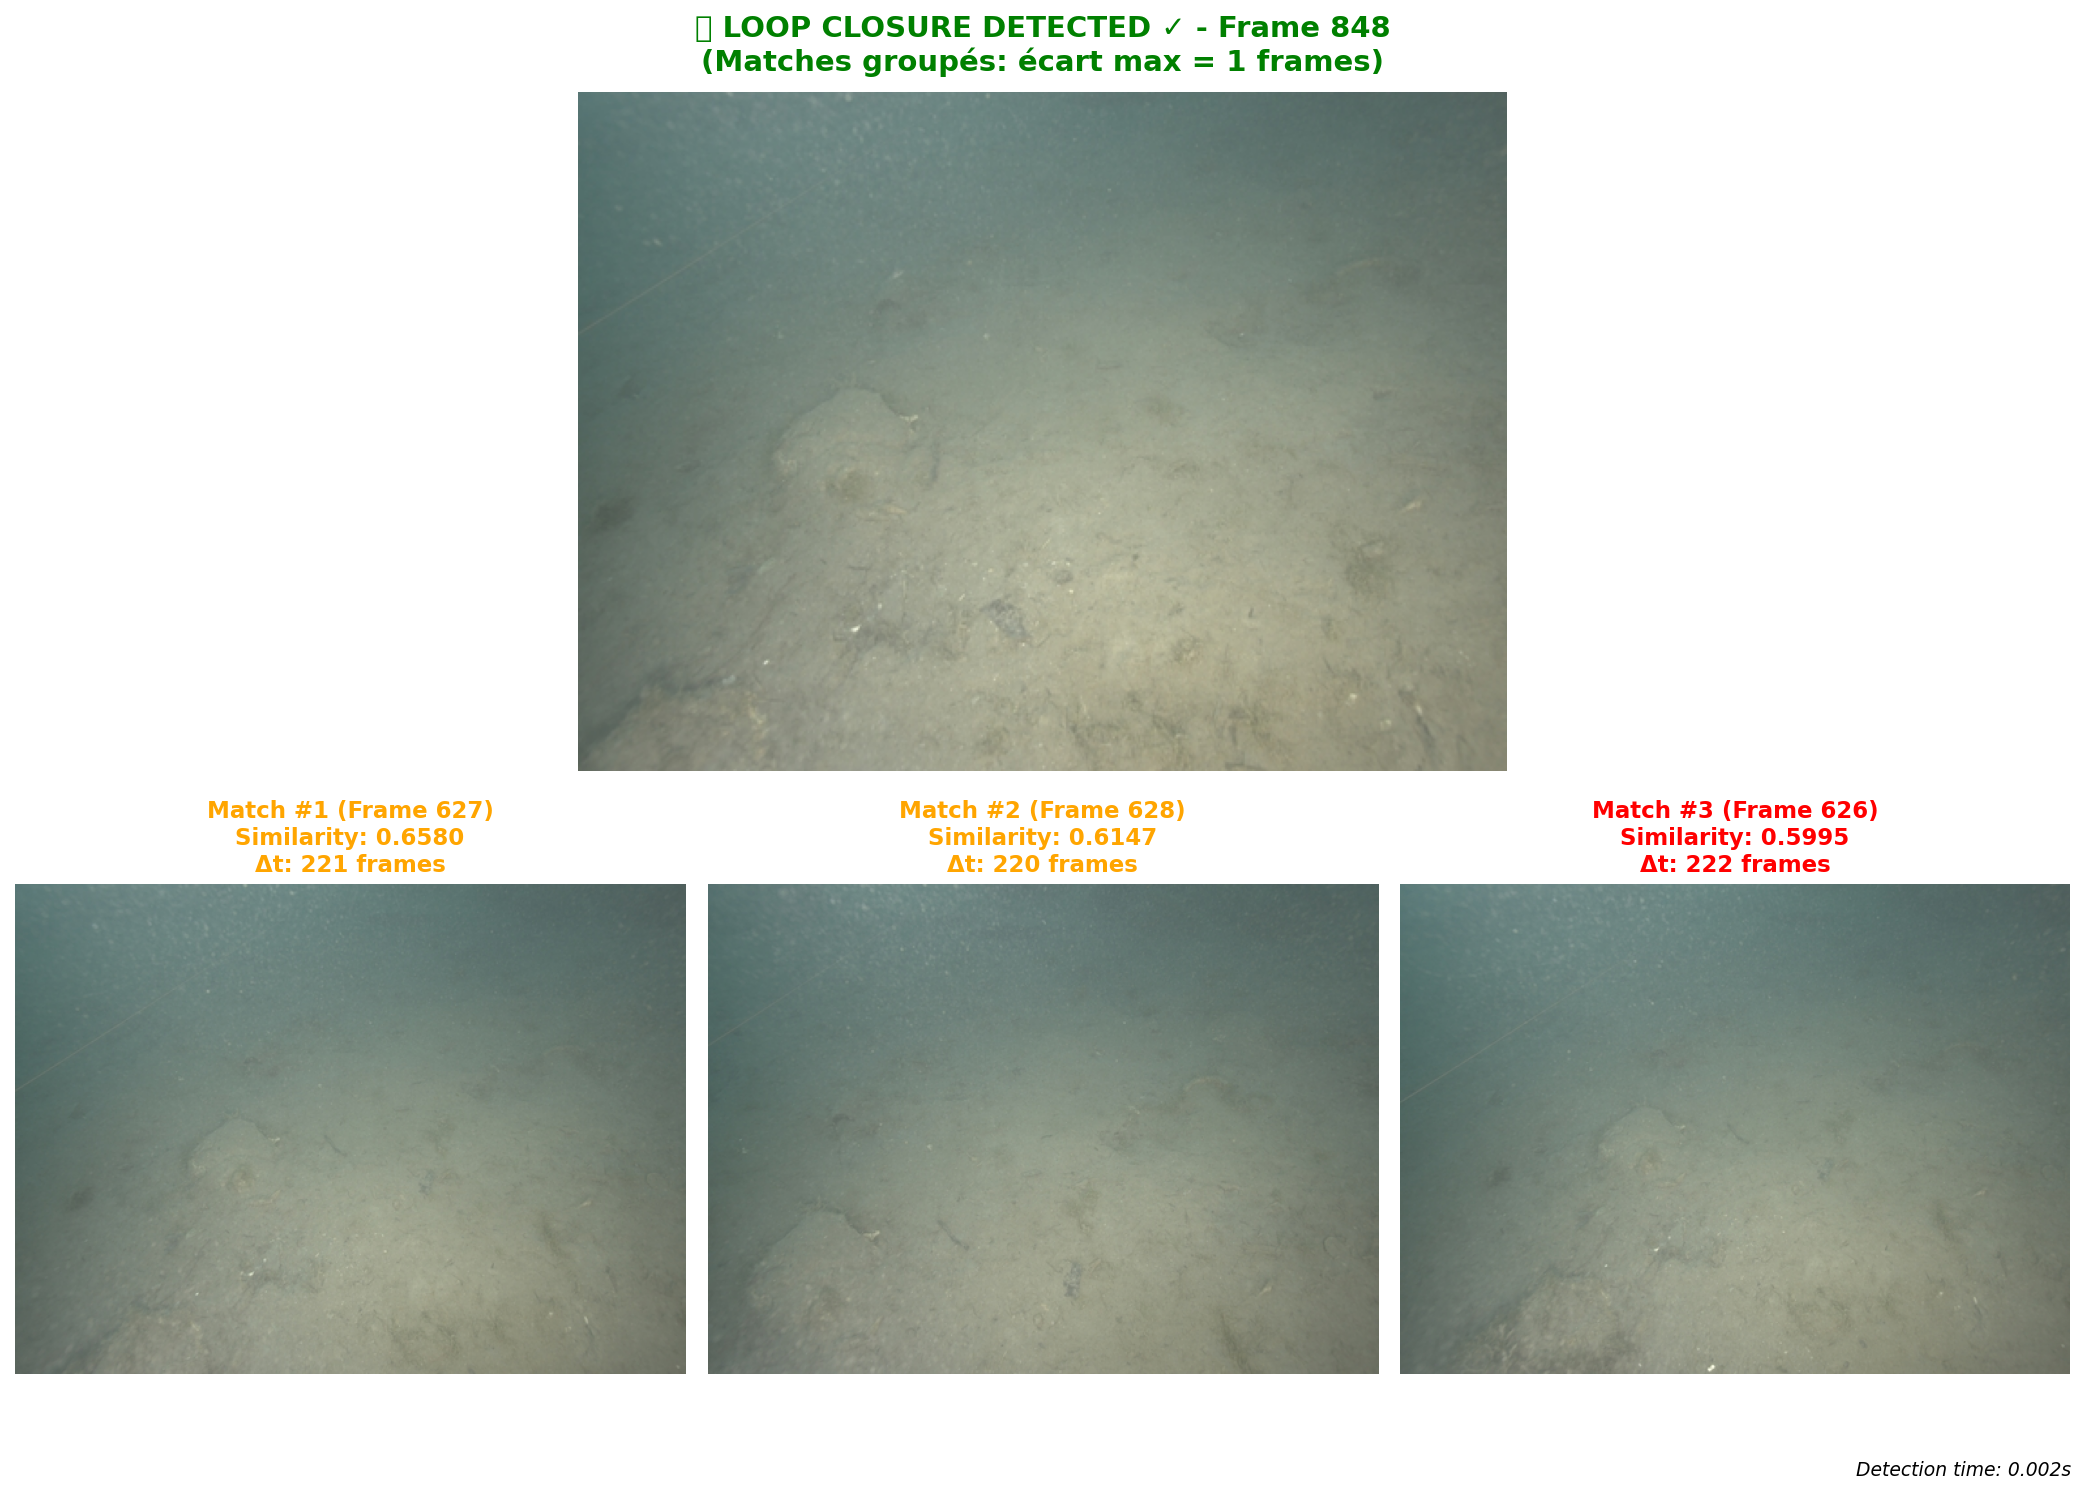 ▯ LOOP CLOSURE DETECTED ✓ - Frame 848
(Matches groupés: écart max = 1 frames)
Match #1 (Frame 627)
Similarity: 0.6580
Δt: 221 frames
Match #2 (Frame 628)
Similarity: 0.6147
Δt: 220 frames
Match #3 (Frame 626)
Similarity: 0.5995
Δt: 222 frames
Detection time: 0.002s